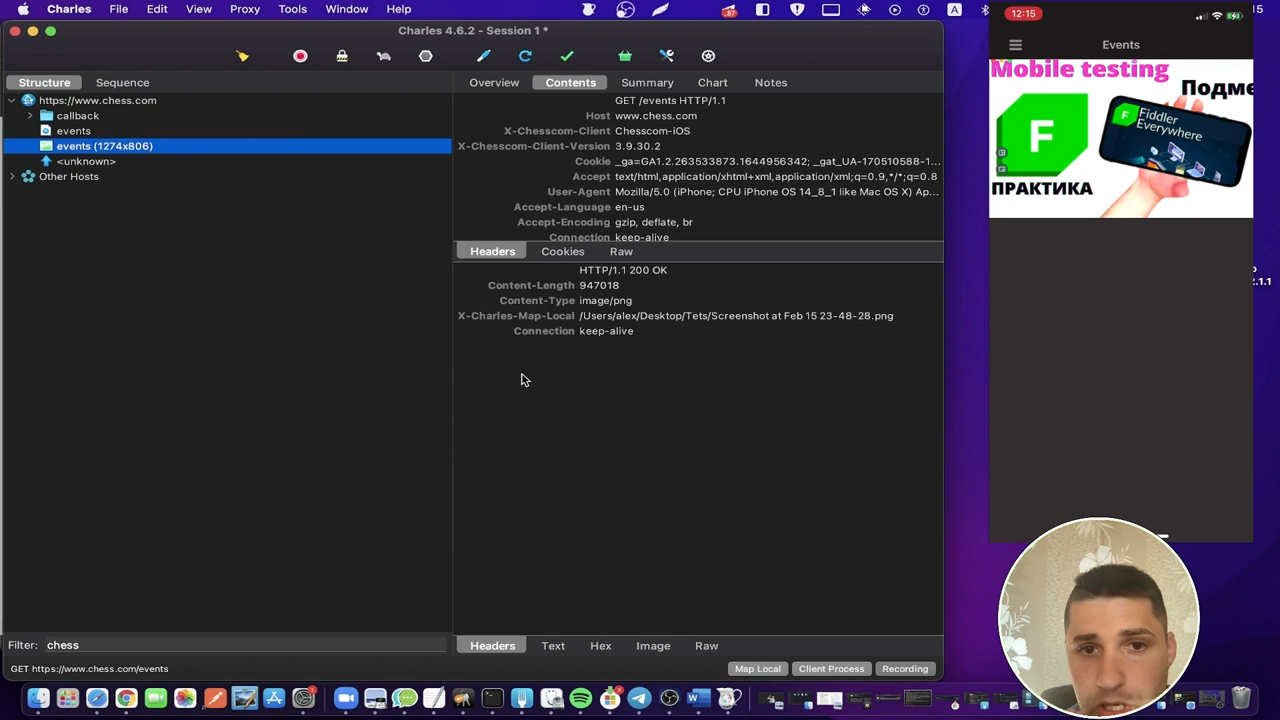 Charles File Edit View Proxy Tools Window Help
A
15
Charles 4.6.2 - Session 1 *
Structure Sequence
Overview Contents Summary Chart Notes
https://www.chess.com
callback
events
events (1274x806)
<unknown>
Other Hosts
GET /events HTTP/1.1
Host www.chess.com
X-Chesscom-Client Chesscom-iOS
X-Chesscom-Client-Version 3.9.30.2
Cookie _ga=GA1.2.263533873.1644956342; _gat_UA-170510588-1...
Accept text/html,application/xhtml+xml,application/xml;q=0.9,*/*;q=0.8
User-Agent Mozilla/5.0 (iPhone; CPU iPhone OS 14_8_1 like Mac OS X) Ap...
Accept-Language en-us
Accept-Encoding gzip, deflate, br
Connection keep-alive
Headers Cookies Raw
HTTP/1.1 200 OK
Content-Length 947018
Content-Type image/png
X-Charles-Map-Local /Users/alex/Desktop/Tets/Screenshot at Feb 15 23-48-28.png
Connection keep-alive
Filter: chess
Headers Text Hex Image Raw
GET https://www.chess.com/events
Map Local Client Process Recording
12:15
Events
Mobile testing
Подме
F
Fiddler
Everywhere
ПРАКТИКА
2.1.1